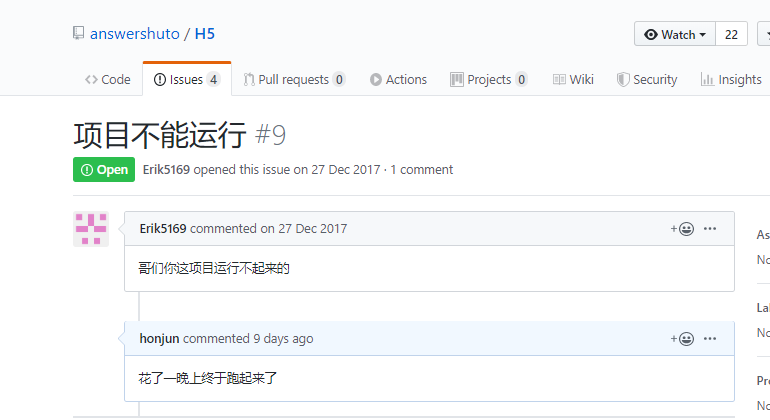 answershuto / H5
Watch 22
Code Issues 4 Pull requests 0 Actions Projects 0 Wiki Security Insights
项目不能运行 #9
Open Erik5169 opened this issue on 27 Dec 2017 · 1 comment
Erik5169 commented on 27 Dec 2017
哥们你这项目运行不起来的
honjun commented 9 days ago
花了一晚上终于跑起来了
As
No
La
No
Pro
No